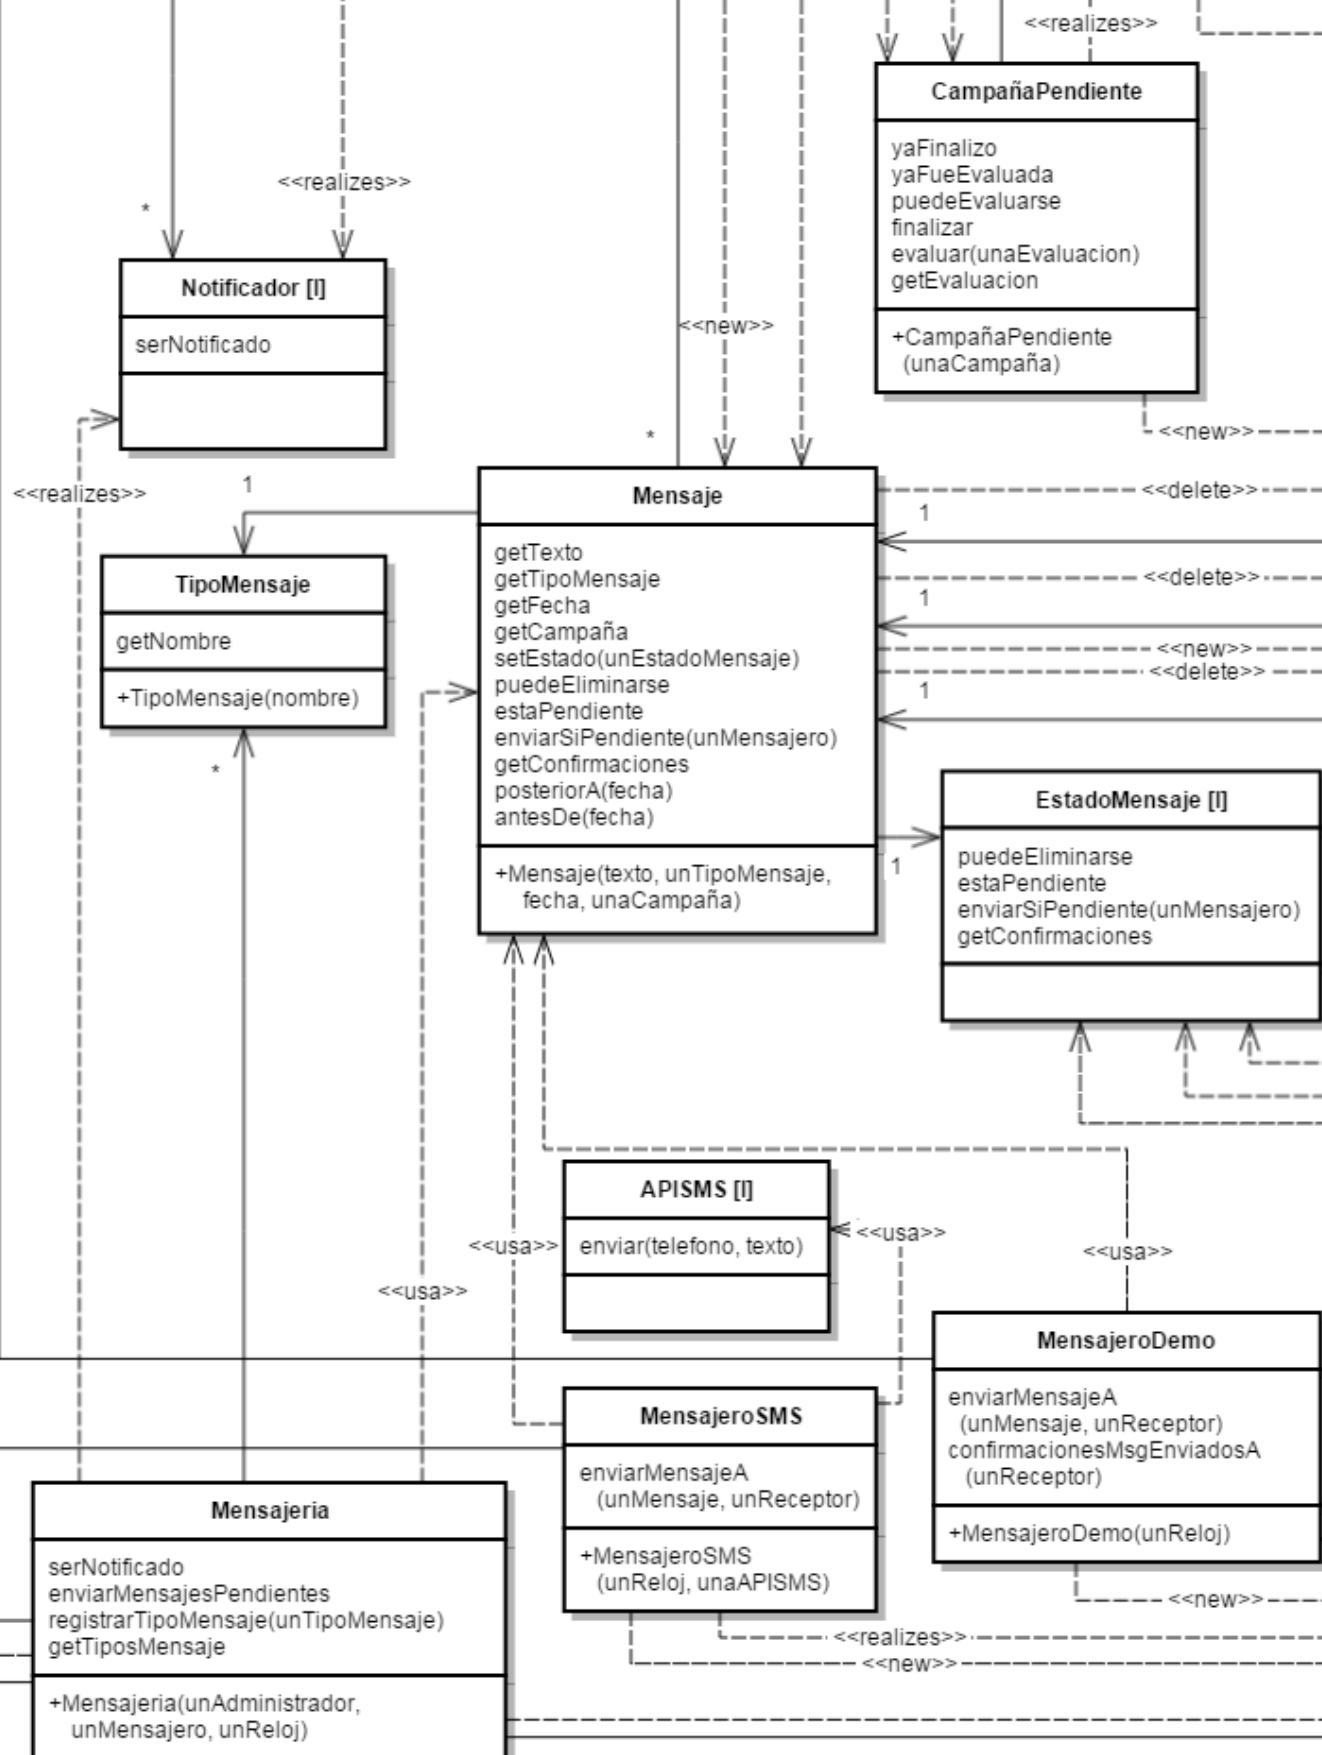 <<realizes>>
CampañaPendiente
yaFinalizo
yaFueEvaluada
puedeEvaluarse
finalizar
evaluar(unaEvaluacion)
getEvaluacion
+CampañaPendiente
(unaCampaña)
<<new>>
<<realizes>>
*
Notificador [I]
serNotificado
<<realizes>>
<<new>>
*
1
TipoMensaje
getNombre
+TipoMensaje(nombre)
*
Mensaje
getTexto
getTipoMensaje
getFecha
getCampaña
setEstado(unEstadoMensaje)
puedeEliminarse
estaPendiente
enviarSiPendiente(unMensajero)
getConfirmaciones
posteriorA(fecha)
antesDe(fecha)
+Mensaje(texto, unTipoMensaje,
fecha, unaCampaña)
<<delete>>
1
<<delete>>
1
<<new>>
<<delete>>
1
1
EstadoMensaje [I]
puedeEliminarse
estaPendiente
enviarSiPendiente(unMensajero)
getConfirmaciones
APISMS [I]
enviar(telefono, texto)
<<usa>>
<<usa>>
<<usa>>
<<usa>>
MensajeroDemo
enviarMensajeA
(unMensaje, unReceptor)
confirmacionesMsgEnviadosA
(unReceptor)
+MensajeroDemo(unReloj)
<<new>>
MensajeroSMS
enviarMensajeA
(unMensaje, unReceptor)
+MensajeroSMS
(unReloj, unaAPISMS)
<<realizes>>
<<new>>
Mensajeria
serNotificado
enviarMensajesPendientes
registrarTipoMensaje(unTipoMensaje)
getTiposMensaje
+Mensajeria(unAdministrador,
unMensajero, unReloj)